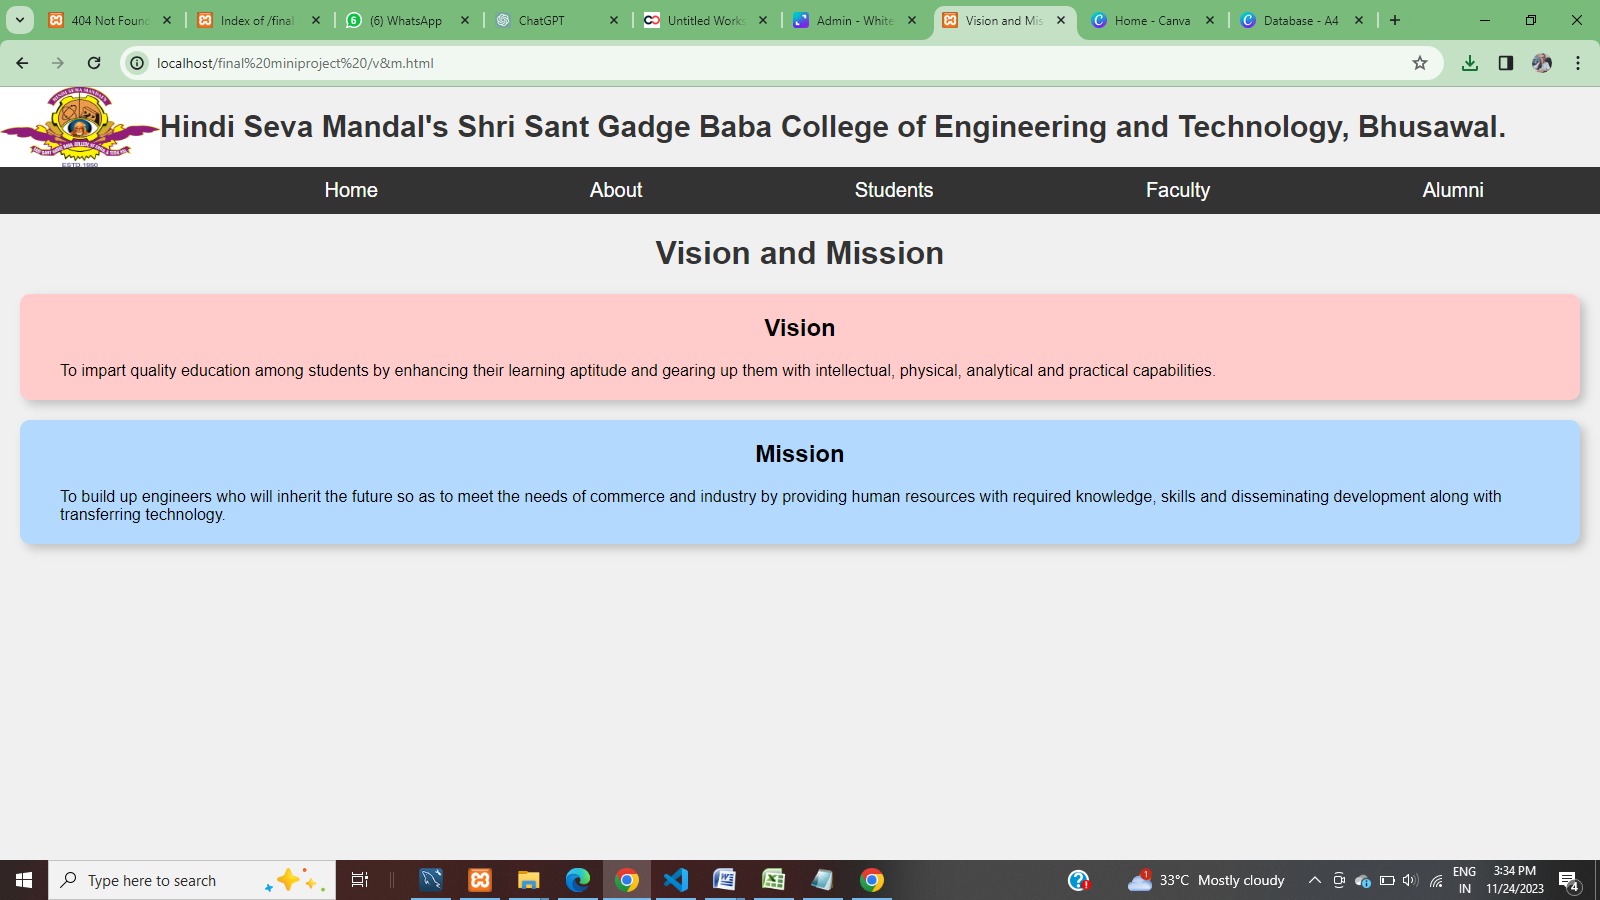 404 Not Found
Index of /final
(6) WhatsApp
ChatGPT
Untitled Works
Admin - White
Vision and Mis
Home - Canva
Database - A4
localhost/final%20miniproject%20/v&m.html
ESTD.1950
Hindi Seva Mandal's Shri Sant Gadge Baba College of Engineering and Technology, Bhusawal.
Home About Students Faculty Alumni
Vision and Mission
Vision
To impart quality education among students by enhancing their learning aptitude and gearing up them with intellectual, physical, analytical and practical capabilities.
Mission
To build up engineers who will inherit the future so as to meet the needs of commerce and industry by providing human resources with required knowledge, skills and disseminating development along with
transferring technology.
Type here to search
1
33°C Mostly cloudy
ENG
IN
3:34 PM
11/24/2023
4